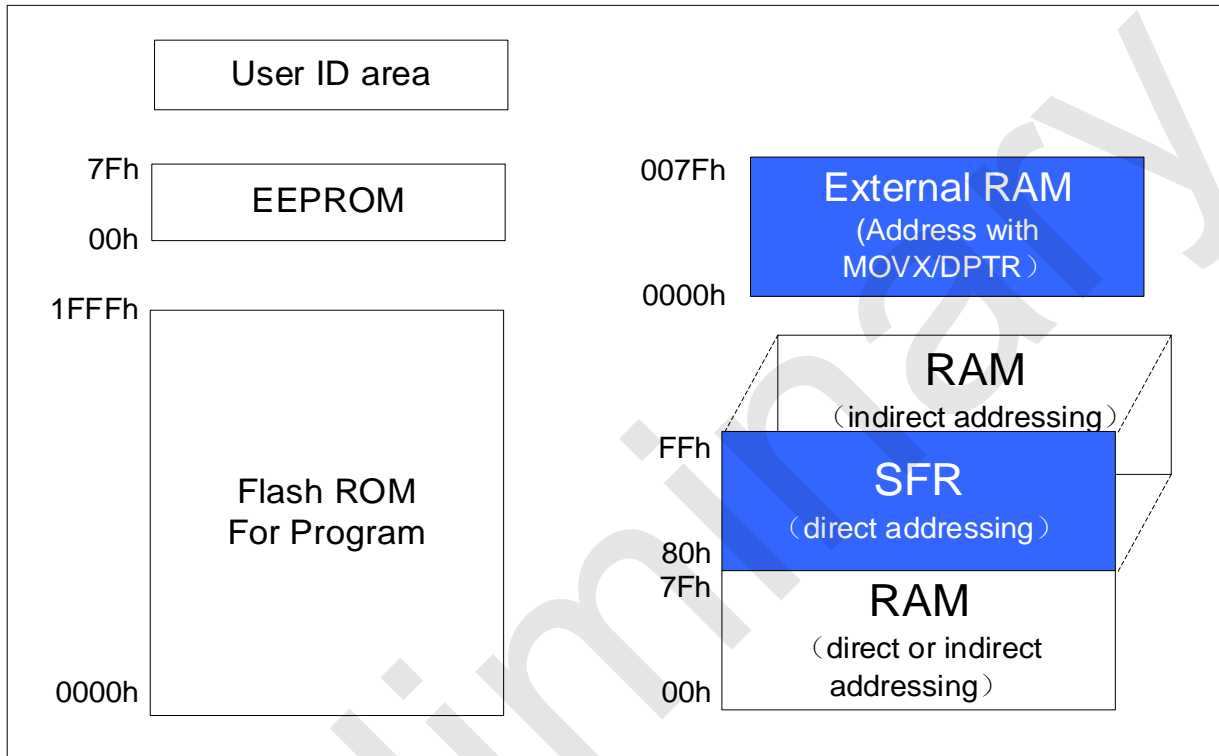 User ID area
7Fh
EEPROM
00h
1FFFh
Flash ROM
For Program
0000h
007Fh
External RAM
(Address with
MOVX/DPTR）
0000h
RAM
（indirect addressing）
FFh
SFR
（direct addressing）
80h
7Fh
RAM
（direct or indirect
addressing）
00h
liminary